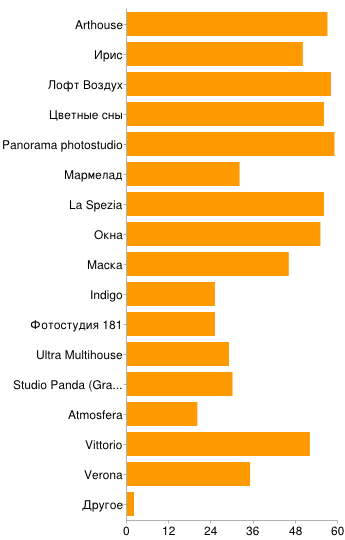 Arthouse
Ирис
Лофт Воздух
Цветные сны
Panorama photostudio
Мармелад
La Spezia
Окна
Маска
Indigo
Фотостудия 181
Ultra Multihouse
Studio Panda (Gra...
Atmosfera
Vittorio
Verona
Другое
0 12 24 36 48 60